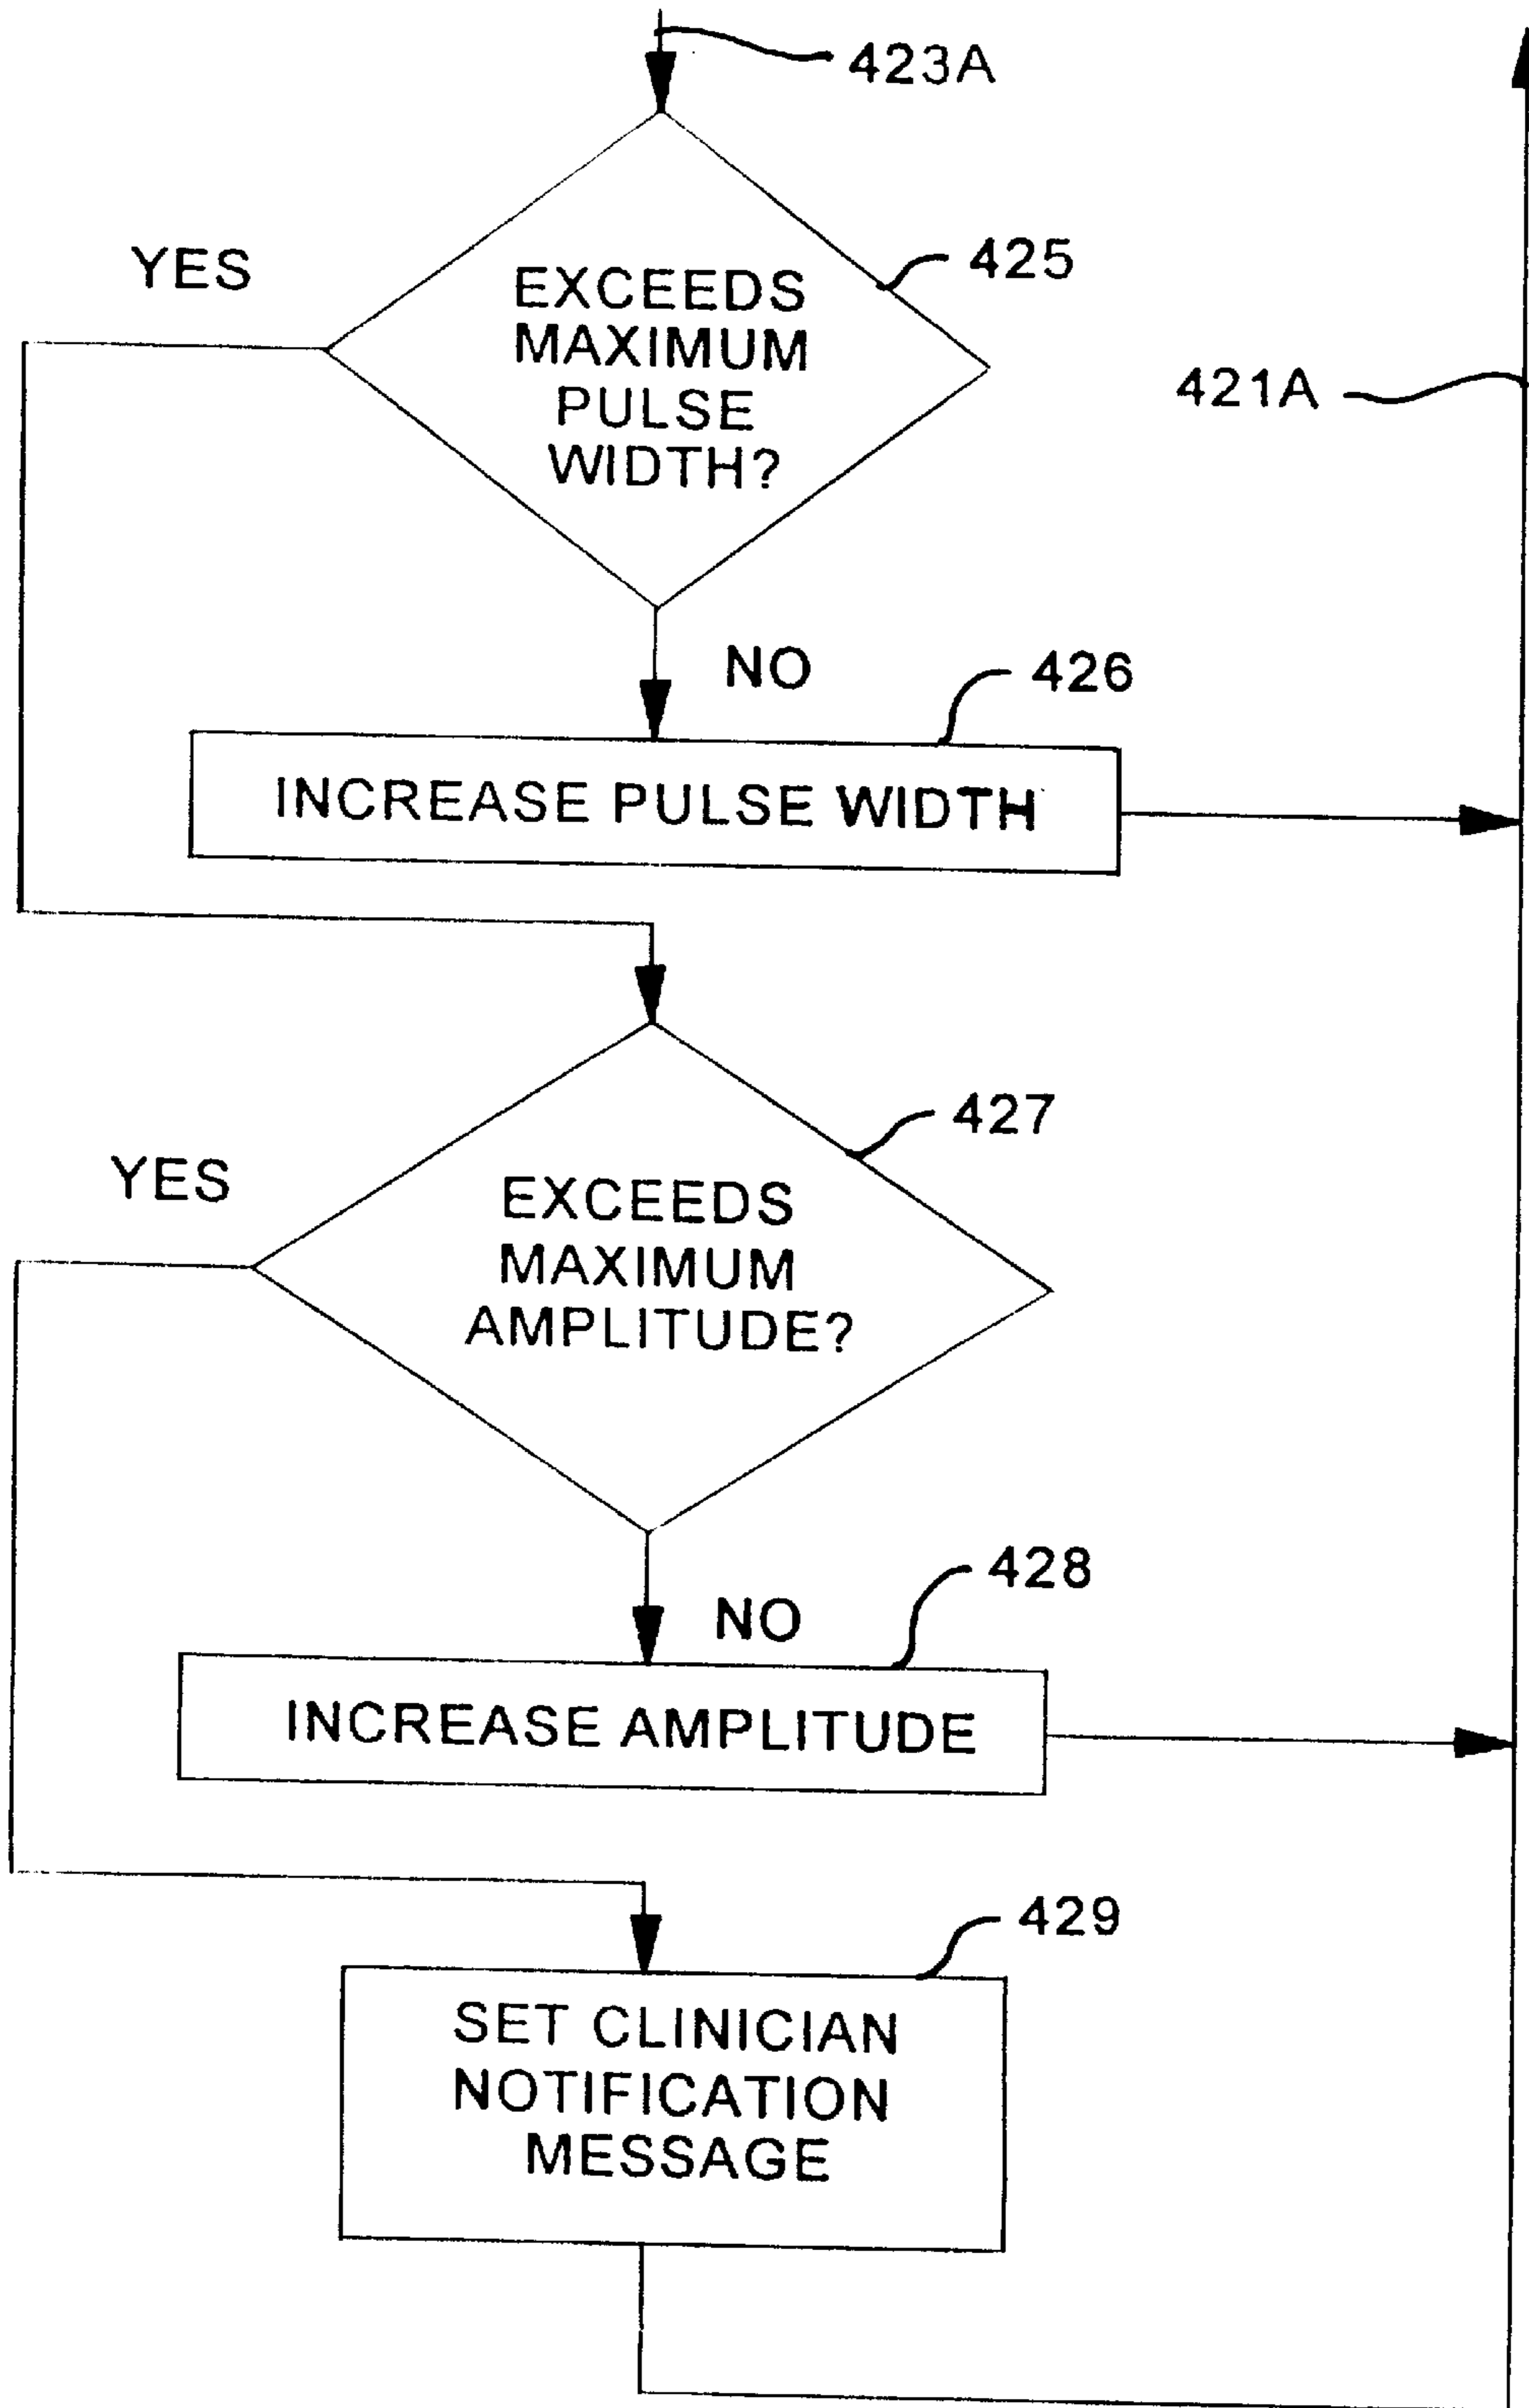 423A
YES
425
EXCEEDS
MAXIMUM
PULSE
WIDTH?
421A
NO
426
INCREASE PULSE WIDTH
427
YES
EXCEEDS
MAXIMUM
AMPLITUDE?
428
NO
INCREASE AMPLITUDE
429
SET CLINICIAN
NOTIFICATION
MESSAGE